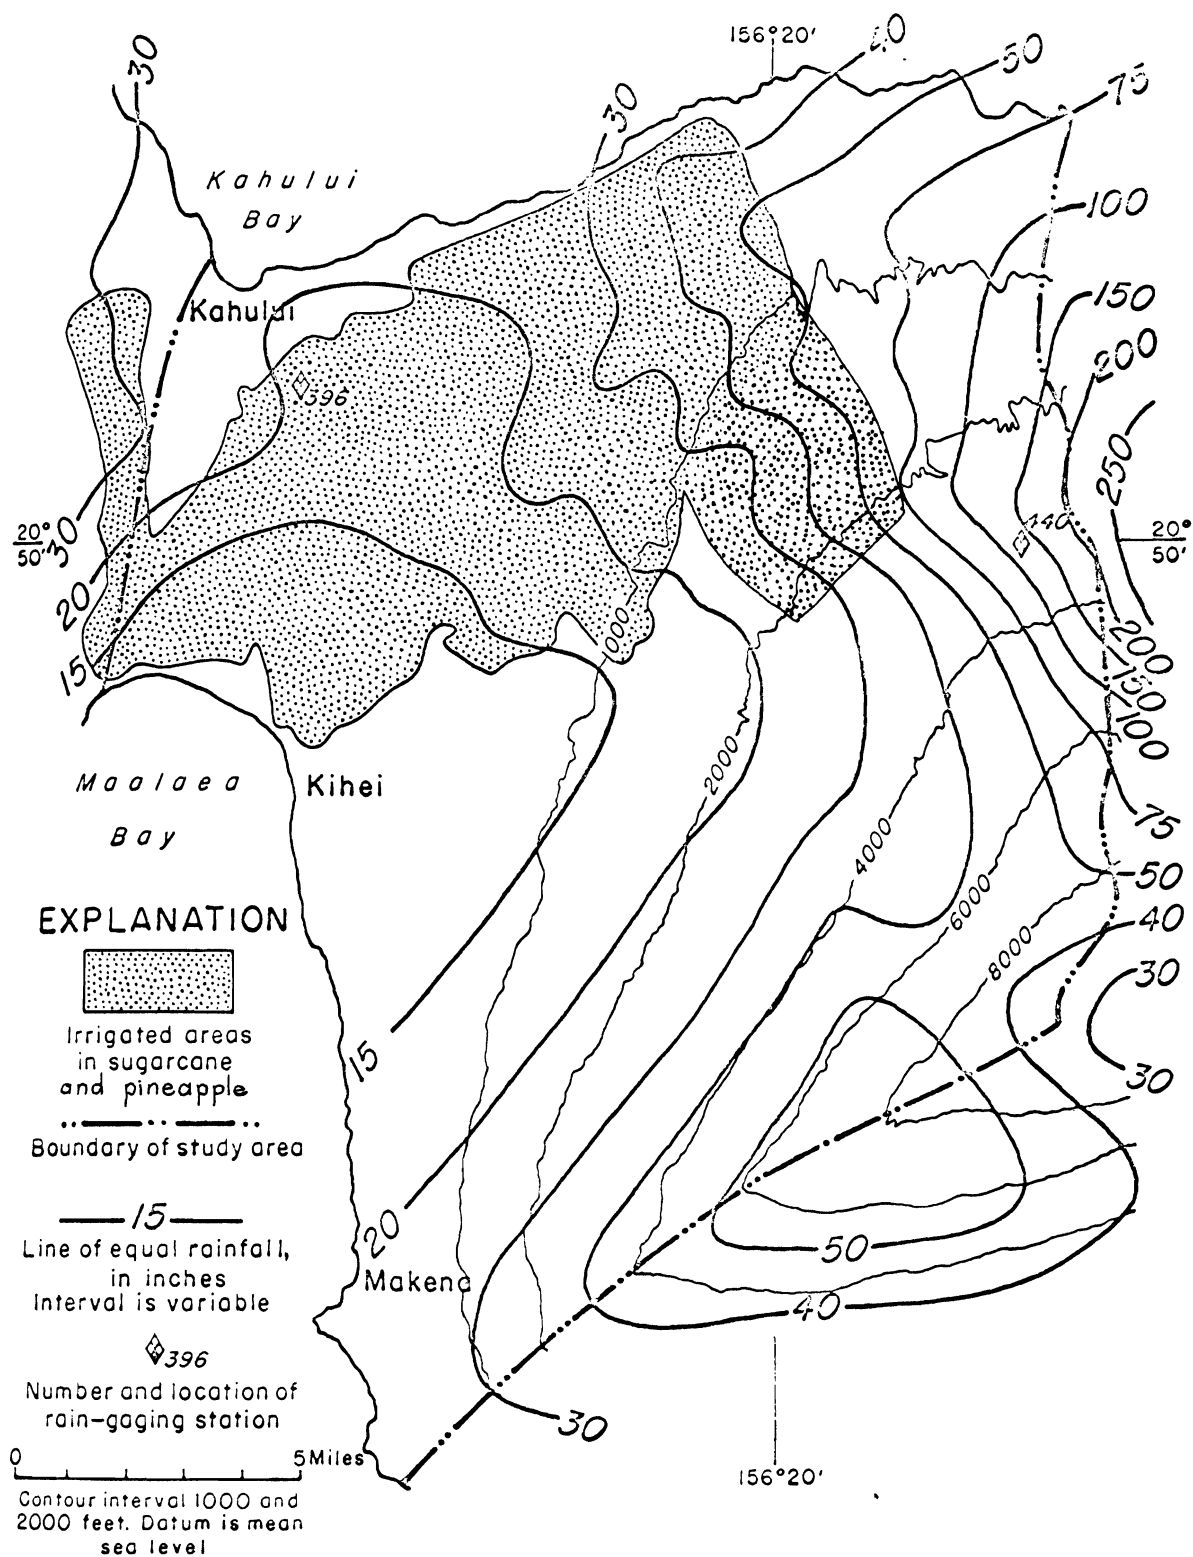 156°20'
40
50
30
75
30
Kahului
Bay
100
Kahului
150
200
396
250
440
20°
50'
20°
50'
30
20
15
1000
200
150
100
2000
Maalaea
Bay
Kihei
75
4000
50
6000
40
8000
30
EXPLANATION
Irrigated areas
in sugarcane
and pineapple
Boundary of study area
15
Line of equal rainfall,
in inches
Interval is variable
396
Number and location of
rain-gaging station
0 5 Miles
Contour interval 1000 and
2000 feet. Datum is mean
sea level
15
30
20
Makena
50
40
30
156°20'